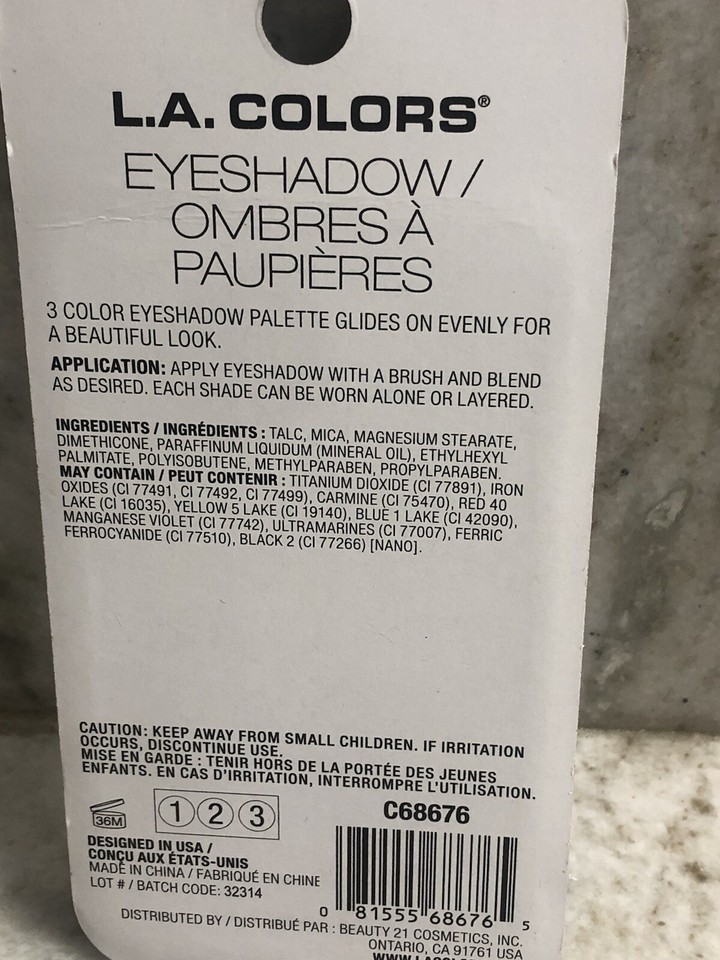 L.A. COLORS®
EYESHADOW /
OMBRES À
PAUPIÈRES
3 COLOR EYESHADOW PALETTE GLIDES ON EVENLY FOR
A BEAUTIFUL LOOK.
APPLICATION: APPLY EYESHADOW WITH A BRUSH AND BLEND
AS DESIRED. EACH SHADE CAN BE WORN ALONE OR LAYERED.
INGREDIENTS / INGRÉDIENTS : TALC, MICA, MAGNESIUM STEARATE,
DIMETHICONE, PARAFFINUM LIQUIDUM (MINERAL OIL), ETHYLHEXYL
PALMITATE, POLYISOBUTENE, METHYLPARABEN, PROPYLPARABEN.
MAY CONTAIN / PEUT CONTENIR : TITANIUM DIOXIDE (CI 77891), IRON
OXIDES (CI 77491, CI 77492, CI 77499), CARMINE (CI 75470), RED 40
LAKE (CI 16035), YELLOW 5 LAKE (CI 19140), BLUE 1 LAKE (CI 42090),
MANGANESE VIOLET (CI 77742), ULTRAMARINES (CI 77007), FERRIC
FERROCYANIDE (CI 77510), BLACK 2 (CI 77266) [NANO].
CAUTION: KEEP AWAY FROM SMALL CHILDREN. IF IRRITATION
OCCURS, DISCONTINUE USE.
MISE EN GARDE : TENIR HORS DE LA PORTÉE DES JEUNES
ENFANTS. EN CAS D'IRRITATION, INTERROMPRE L'UTILISATION.
36M
1 2 3
C68676
DESIGNED IN USA /
CONÇU AUX ÉTATS-UNIS
MADE IN CHINA / FABRIQUÉ EN CHINE
LOT # / BATCH CODE: 32314
0 81555 68676 5
DISTRIBUTED BY / DISTRIBUÉ PAR : BEAUTY 21 COSMETICS, INC.
ONTARIO, CA 91761 USA